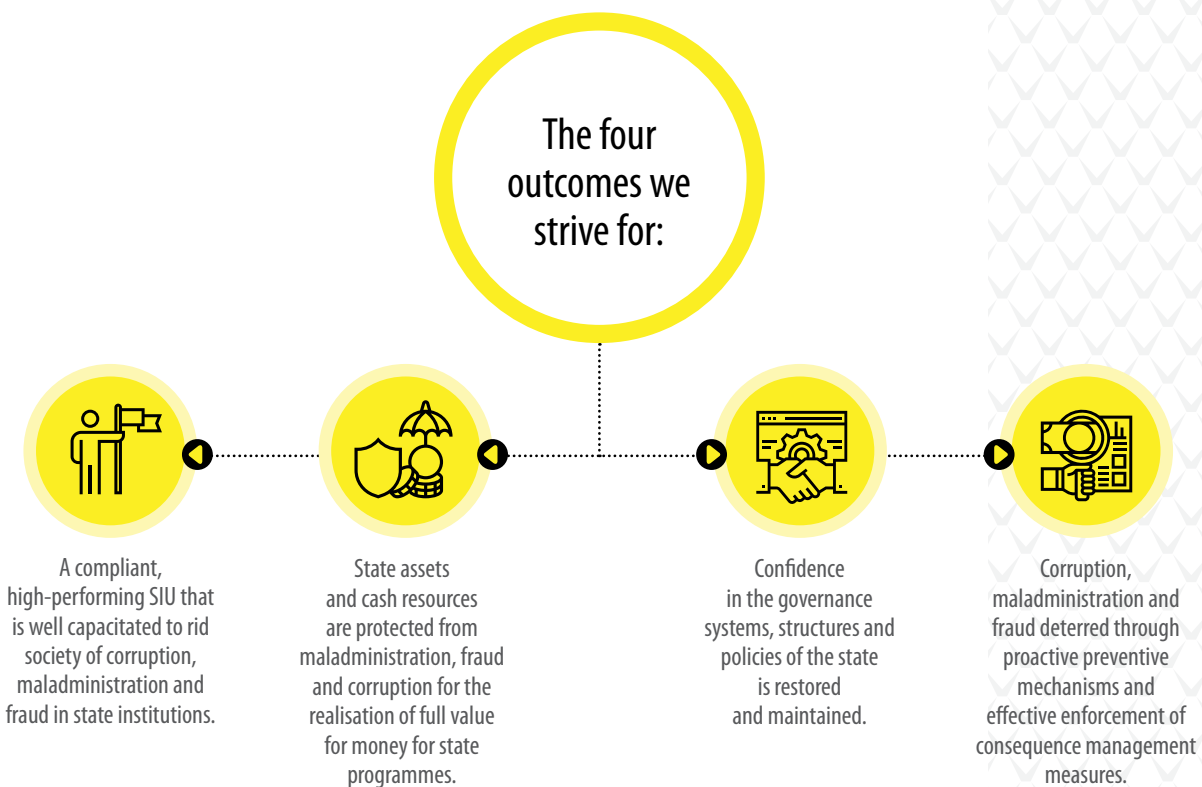 The four
outcomes we
strive for:
A compliant,
high-performing SIU that
is well capacitated to rid
society of corruption,
maladministration and
fraud in state institutions.
State assets
and cash resources
are protected from
maladministration, fraud
and corruption for the
realisation of full value
for money for state
programmes.
Confidence
in the governance
systems, structures and
policies of the state
is restored
and maintained.
Corruption,
maladministration and
fraud deterred through
proactive preventive
mechanisms and
effective enforcement of
consequence management
measures.